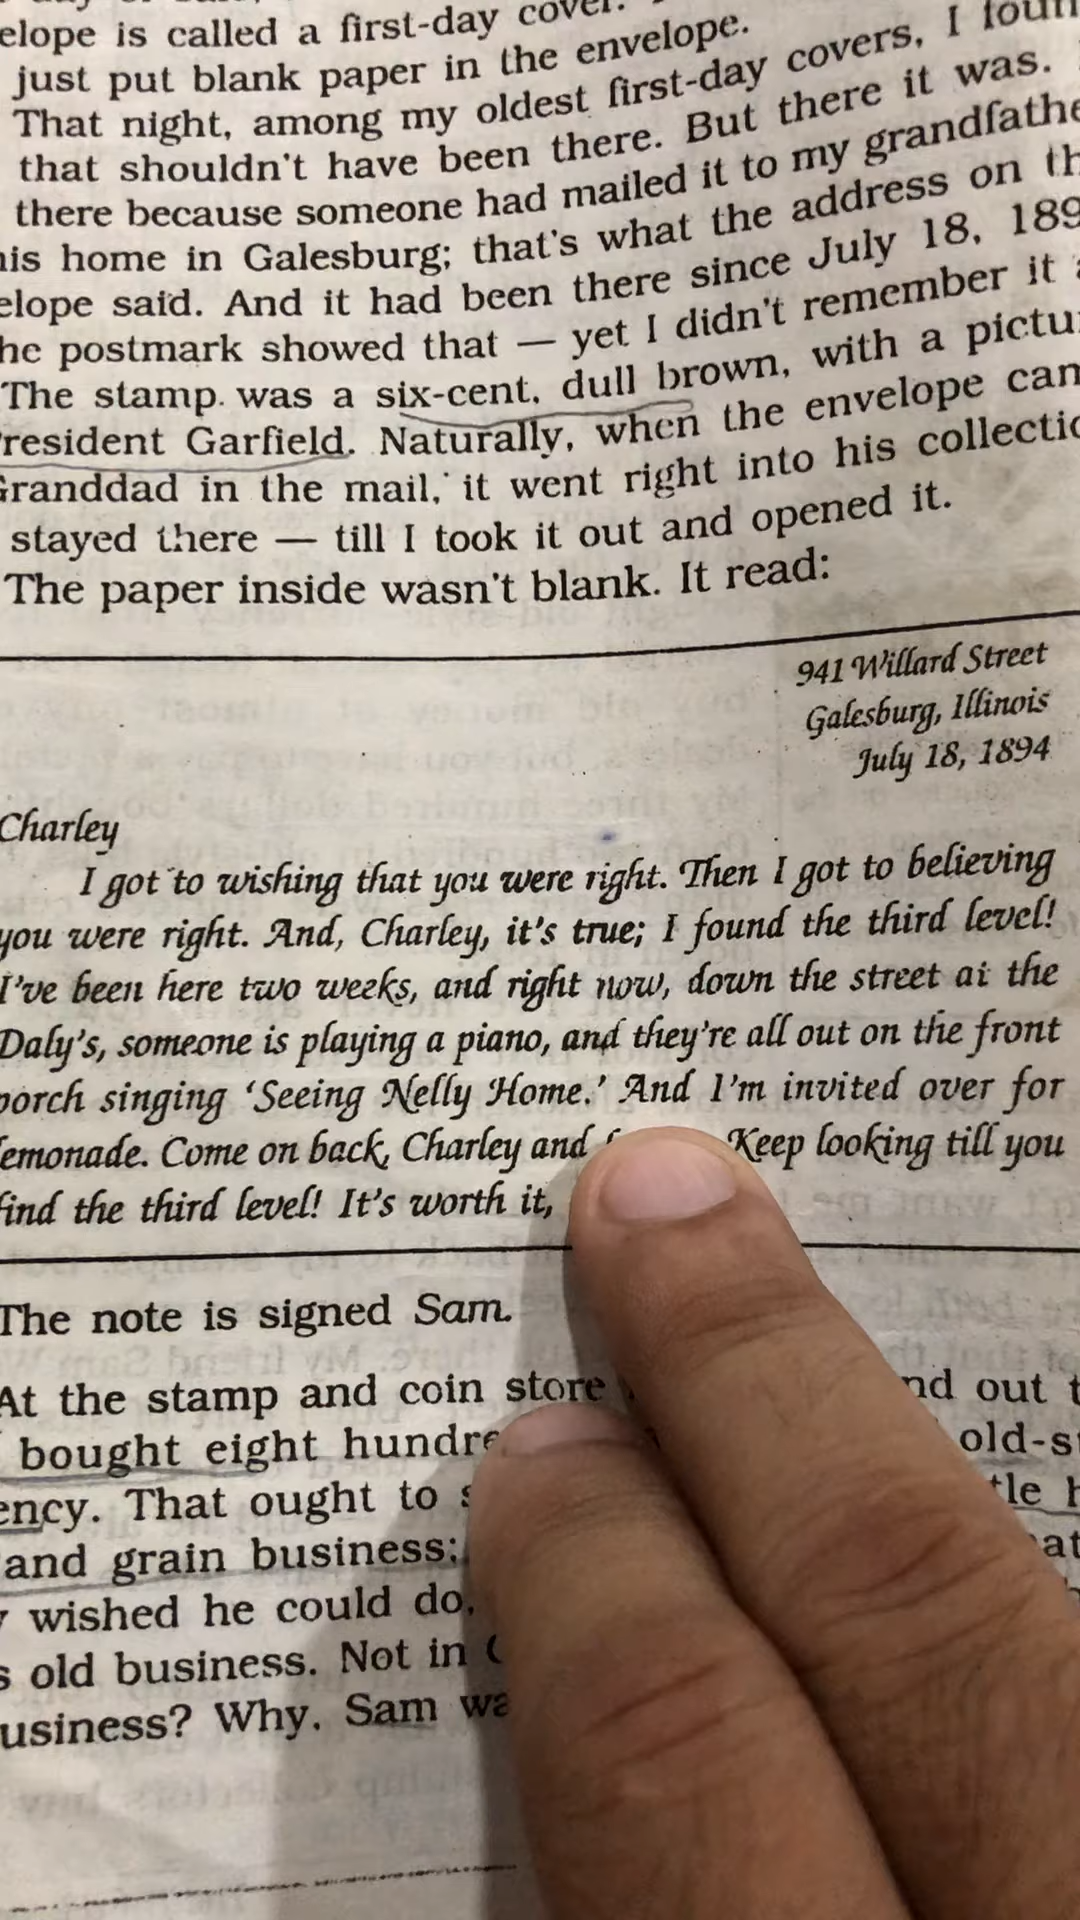 elope is called a first-day cover.
just put blank paper in the envelope.
That night, among my oldest first-day covers, I
that shouldn't have been there. But there it was.
there because someone had mailed it to my
his home in Galesburg; that's what the address on
elope said. And it had been there since July 18,
postmark showed that — yet I didn't remember it
The stamp was a six-cent, dull brown, with a
President Garfield. Naturally, when the envelope
Granddad in the mail, it went right into his
stayed there — till I took it out and opened it.
The paper inside wasn't blank. It read:
941 Willard Street
Galesburg, Illinois
July 18, 1894
Charley
I got to wishing that you were right. Then I got to believing
you were right. And, Charley, it's true; I found the third level!
I've been here two weeks, and right now, down the street at the
Daly's, someone is playing a piano, and they're all out on the front
porch singing 'Seeing Nelly Home.' And I'm invited over for
lemonade. Come on back, Charley and Keep looking till you
find the third level! It's worth it,
The note is signed Sam.
At the stamp and coin store out
bought eight
ency. That ought to
and grain business;
wished he could do,
old business. Not in
usiness? Why, Sam